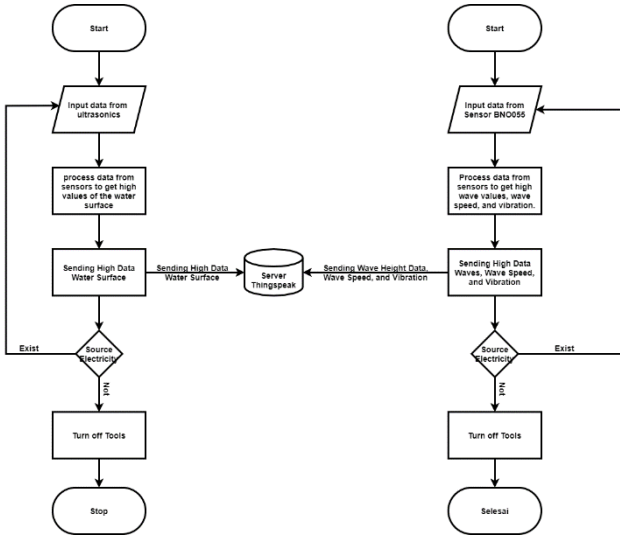 Start
Input data from
ultrasonics
process data from
sensors to get high
values of the water
surface
Sending High Data
Water Surface
Sending High Data
Water Surface
Source
Electricity
Exist
Not
Turn off Tools
Stop
Server
Thingspeak
Start
Input data from
Sensor BNO055
Process data from
sensors to get high
wave values, wave
speed, and vibration.
Sending Wave Height Data,
Wave Speed, and Vibration
Sending High Data
Waves, Wave Speed,
and Vibration
Source
Electricity
Exist
Not
Turn off Tools
Selesai